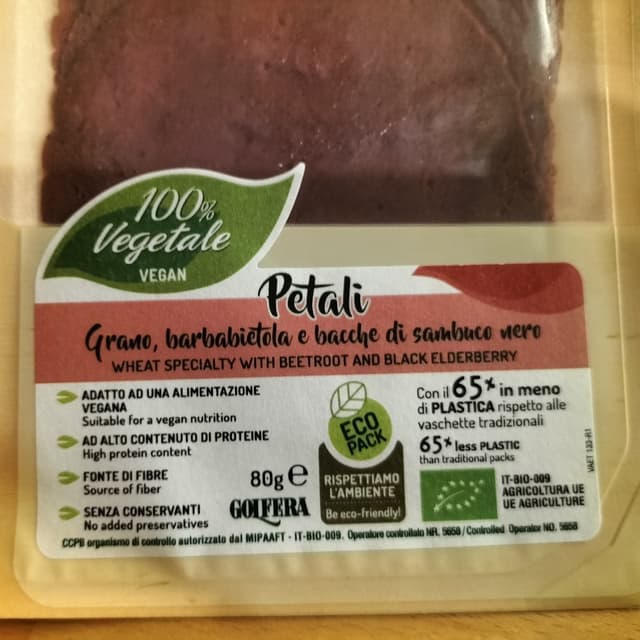 100%
Vegetale
VEGAN
Petali
Grano, barbabietola e bacche di sambuco nero
WHEAT SPECIALTY WITH BEETROOT AND BLACK ELDERBERRY
ADATTO AD UNA ALIMENTAZIONE
VEGANA
Suitable for a vegan nutrition
AD ALTO CONTENUTO DI PROTEINE
High protein content
FONTE DI FIBRE
Source of fiber
SENZA CONSERVANTI
No added preservatives
80g e
GOLFERA
ECO
PACK
RISPETTIAMO
L'AMBIENTE
Be eco-friendly!
Con il 65% in meno
di PLASTICA rispetto alle
vaschette tradizionali
65% less PLASTIC
than traditional packs
IT-BIO-009
AGRICOLTURA UE
UE AGRICULTURE
VAET 133-R1
CCPB organismo di controllo autorizzato dal MIPAAFT - IT-BIO-009. Operatore controllato NR. 5658 / Controlled Operator NO. 5658